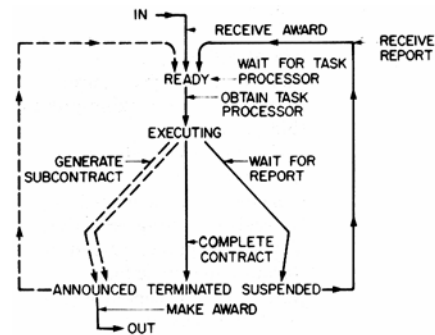 IN
RECEIVE AWARD
RECEIVE
REPORT
WAIT FOR TASK
PROCESSOR
READY
OBTAIN TASK
PROCESSOR
EXECUTING
GENERATE
SUBCONTRACT
WAIT FOR
REPORT
COMPLETE
CONTRACT
ANNOUNCED TERMINATED SUSPENDED
MAKE AWARD
OUT